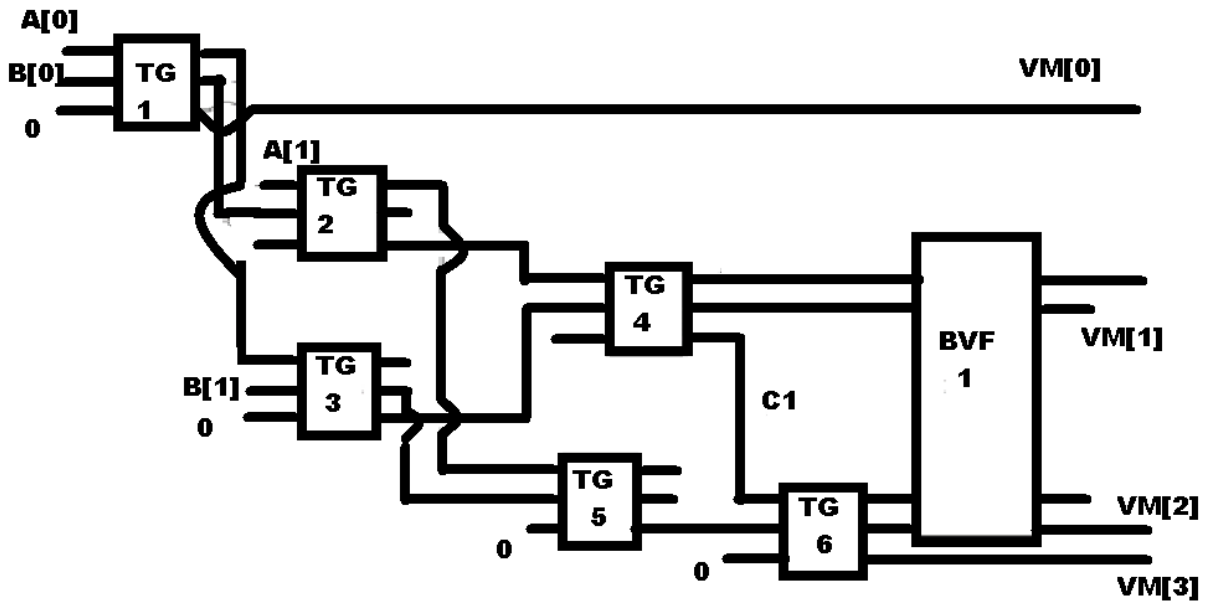 A[0]
B[0]
TG
1
0
VM[0]
A[1]
TG
2
TG
4
BVF
1
VM[1]
TG
3
B[1]
0
C1
TG
5
0
TG
6
0
VM[2]
VM[3]